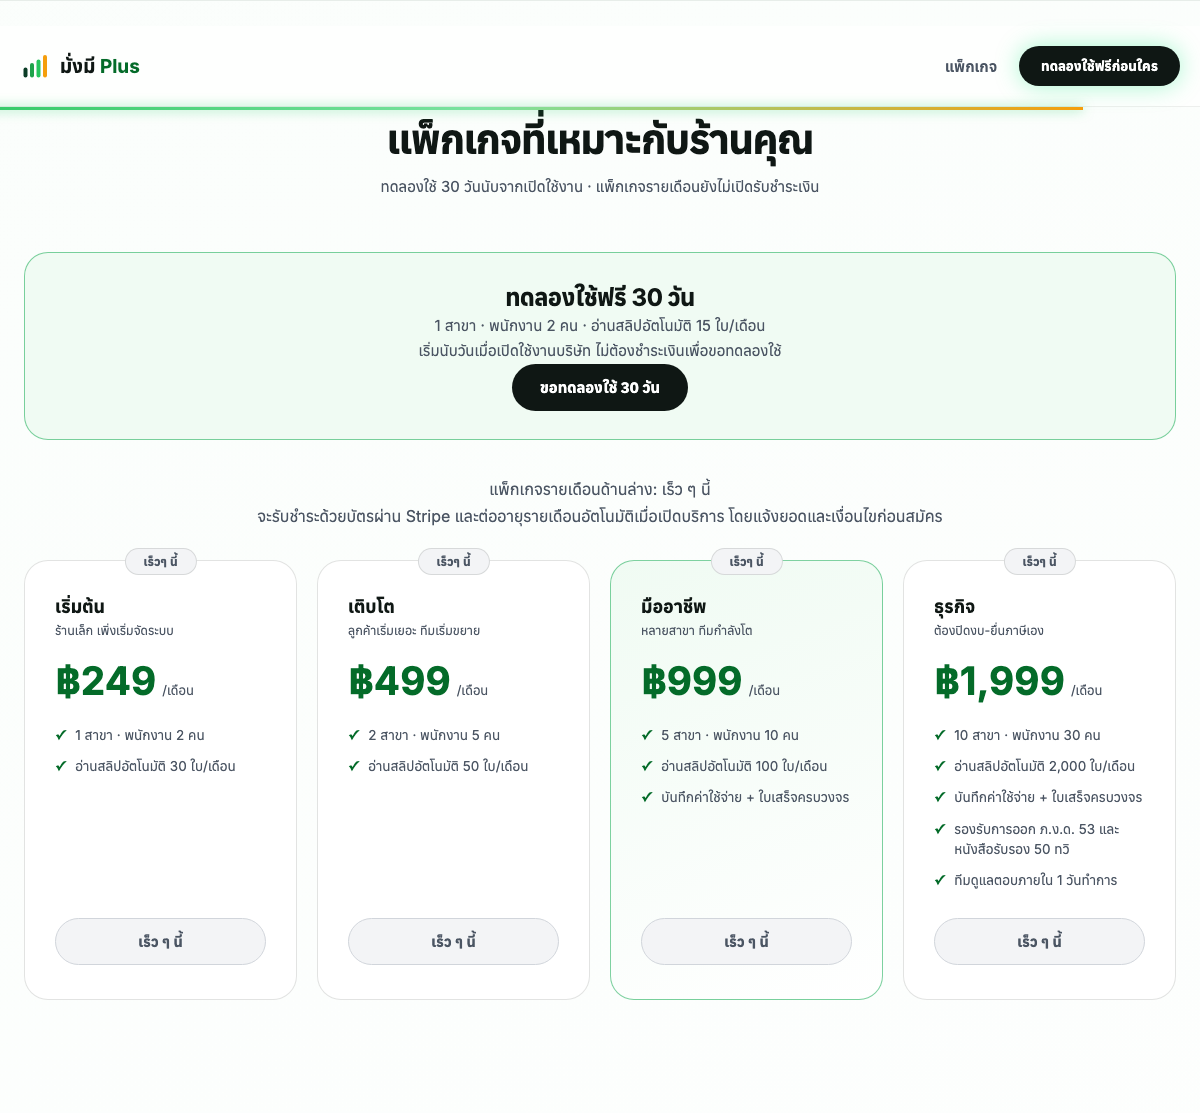 มั่งมี Plus
แพ็กเกจ
ทดลองใช้ฟรีก่อนใคร
แพ็กเกจที่เหมาะกับร้านคุณ
ทดลองใช้ 30 วันนับจากเปิดใช้งาน · แพ็กเกจรายเดือนยังไม่เปิดรับชำระเงิน
ทดลองใช้ฟรี 30 วัน
1 สาขา · พนักงาน 2 คน · อ่านสลิปอัตโนมัติ 15 ใบ/เดือน
เริ่มนับวันเมื่อเปิดใช้งานบริษัท ไม่ต้องชำระเงินเพื่อขอทดลองใช้
ขอทดลองใช้ 30 วัน
แพ็กเกจรายเดือนด้านล่าง: เร็ว ๆ นี้
จะรับชำระด้วยบัตรผ่าน Stripe และต่ออายุรายเดือนอัตโนมัติเมื่อเปิดบริการ โดยแจ้งยอดและเงื่อนไขก่อนสมัคร
เร็วๆ นี้
เริ่มต้น
ร้านเล็ก เพิ่งเริ่มจัดระบบ
฿249 /เดือน
✓ 1 สาขา · พนักงาน 2 คน
✓ อ่านสลิปอัตโนมัติ 30 ใบ/เดือน
เร็ว ๆ นี้
เร็วๆ นี้
เติบโต
ลูกค้าเริ่มเยอะ ทีมเริ่มขยาย
฿499 /เดือน
✓ 2 สาขา · พนักงาน 5 คน
✓ อ่านสลิปอัตโนมัติ 50 ใบ/เดือน
เร็ว ๆ นี้
เร็วๆ นี้
มืออาชีพ
หลายสาขา ทีมกำลังโต
฿999 /เดือน
✓ 5 สาขา · พนักงาน 10 คน
✓ อ่านสลิปอัตโนมัติ 100 ใบ/เดือน
✓ บันทึกค่าใช้จ่าย + ใบเสร็จครบวงจร
เร็ว ๆ นี้
เร็วๆ นี้
ธุรกิจ
ต้องปิดงบ-ยื่นภาษีเอง
฿1,999 /เดือน
✓ 10 สาขา · พนักงาน 30 คน
✓ อ่านสลิปอัตโนมัติ 2,000 ใบ/เดือน
✓ บันทึกค่าใช้จ่าย + ใบเสร็จครบวงจร
✓ รองรับการออก ภ.ง.ด. 53 และ
หนังสือรับรอง 50 ทวิ
✓ ทีมดูแลตอบภายใน 1 วันทำการ
เร็ว ๆ นี้